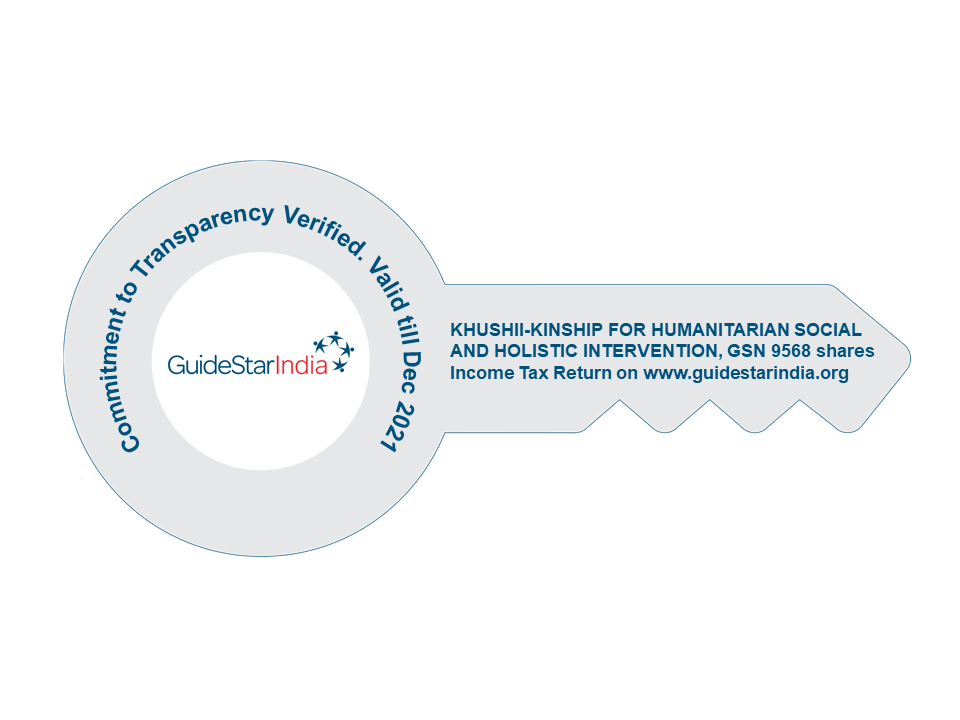 Commitment to Transparency Verified. Valid till Dec 2021
GuideStarIndia
KHUSHII-KINSHIP FOR HUMANITARIAN SOCIAL
AND HOLISTIC INTERVENTION, GSN 9568 shares
Income Tax Return on www.guidestarindia.org